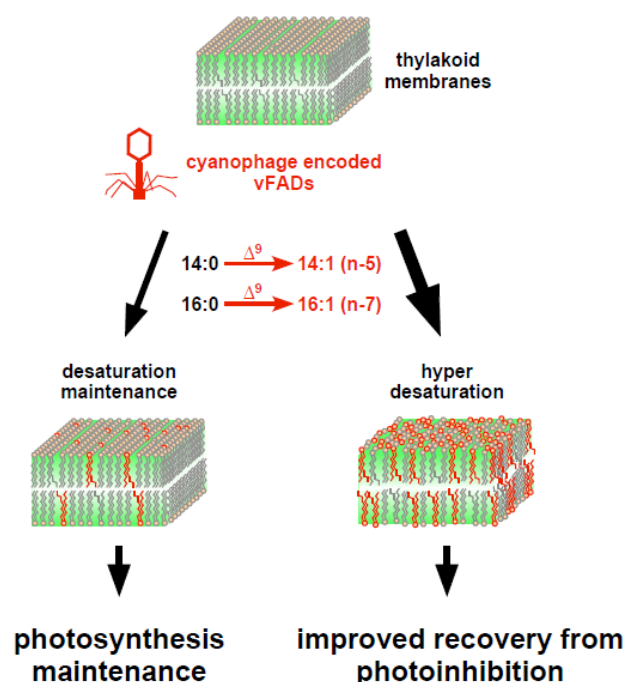 thylakoid
membranes
cyanophage encoded
vFADs
14:0 Δ⁹ 14:1 (n-5)
16:0 Δ⁹ 16:1 (n-7)
desaturation
maintenance
hyper
desaturation
photosynthesis
maintenance
improved recovery from
photoinhibition